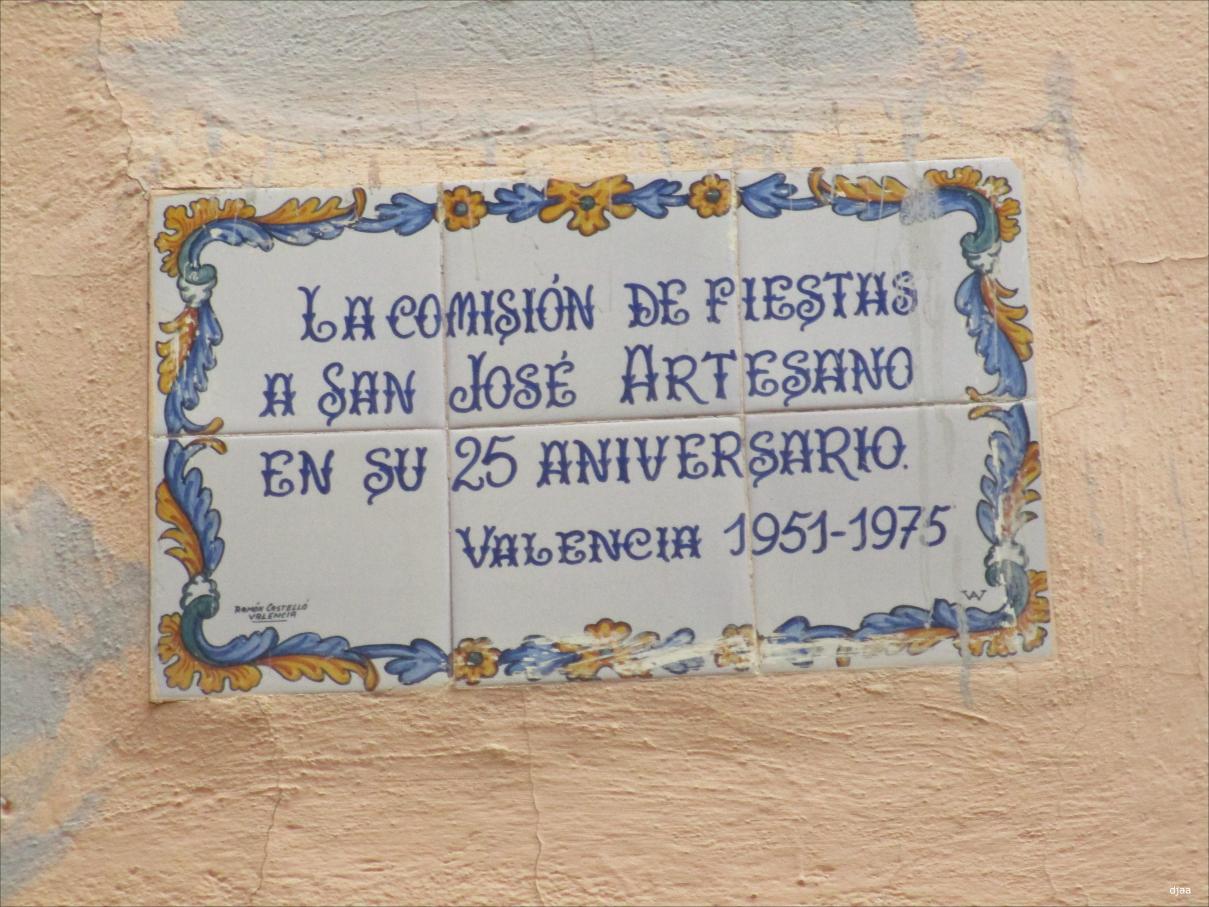 LA COMISIÓN DE FIESTAS
A SAN JOSÉ ARTESANO
EN SU 25 ANIVERSARIO.
VALENCIA 1951-1975
RAMÓN CASTELLÓ
VALENCIA
djaa